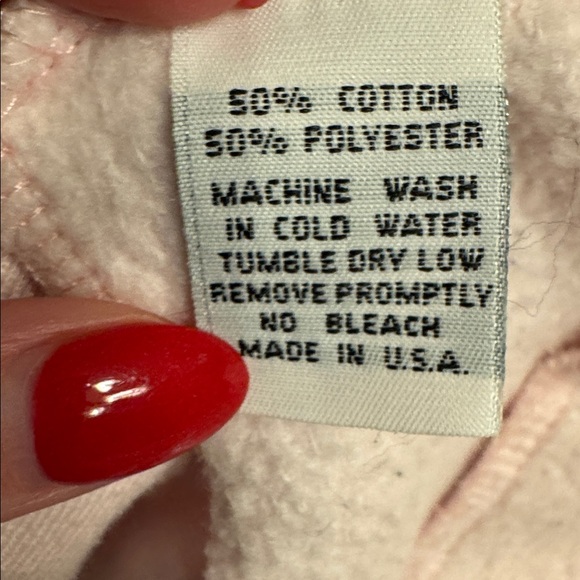 50% COTTON
50% POLYESTER
MACHINE WASH
IN COLD WATER
TUMBLE DRY LOW
REMOVE PROMPTLY
NO BLEACH
MADE IN U.S.A.